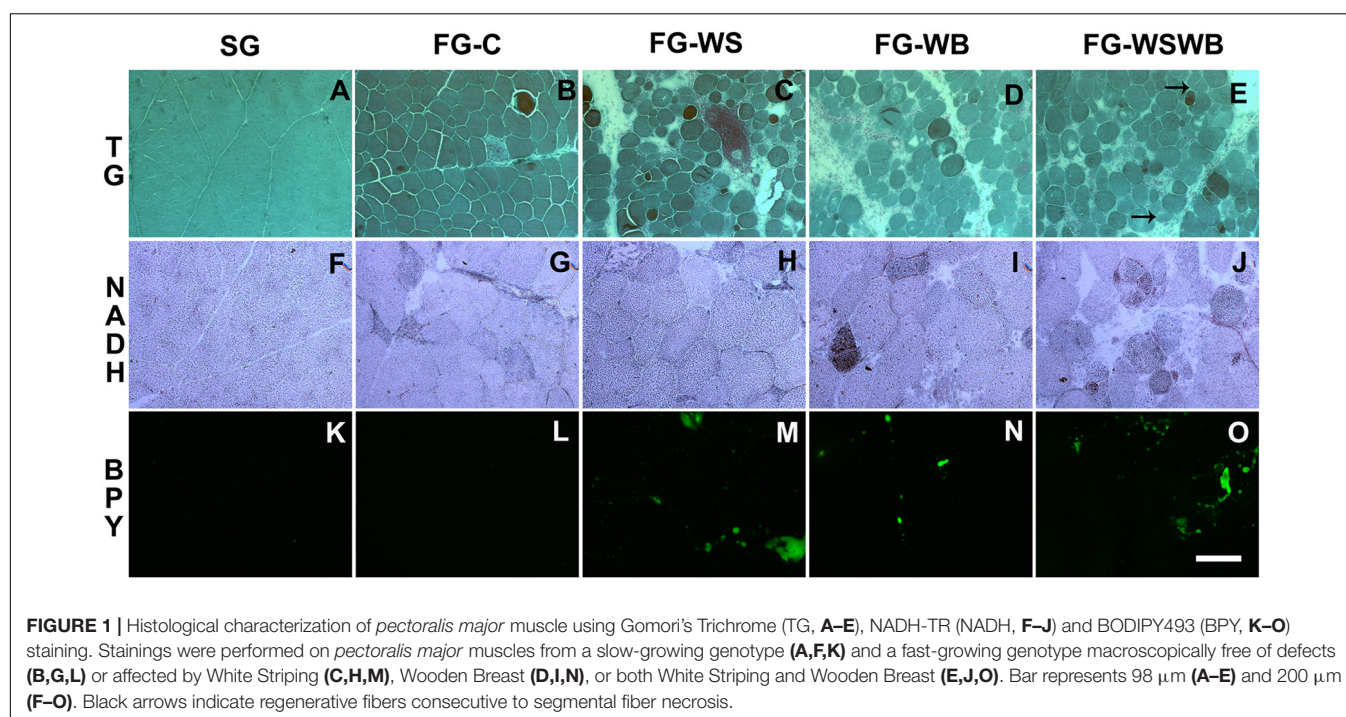 SG FG-C FG-WS FG-WB FG-WSWB
TG A B C D E
NADH F G H I J
BPY K L M N O
FIGURE 1 | Histological characterization of pectoralis major muscle using Gomori's Trichrome (TG, A–E), NADH-TR (NADH, F–J) and BODIPY493 (BPY, K–O)
staining. Stainings were performed on pectoralis major muscles from a slow-growing genotype (A,F,K) and a fast-growing genotype macroscopically free of defects
(B,G,L) or affected by White Striping (C,H,M), Wooden Breast (D,I,N), or both White Striping and Wooden Breast (E,J,O). Bar represents 98 μm (A–E) and 200 μm
(F–O). Black arrows indicate regenerative fibers consecutive to segmental fiber necrosis.